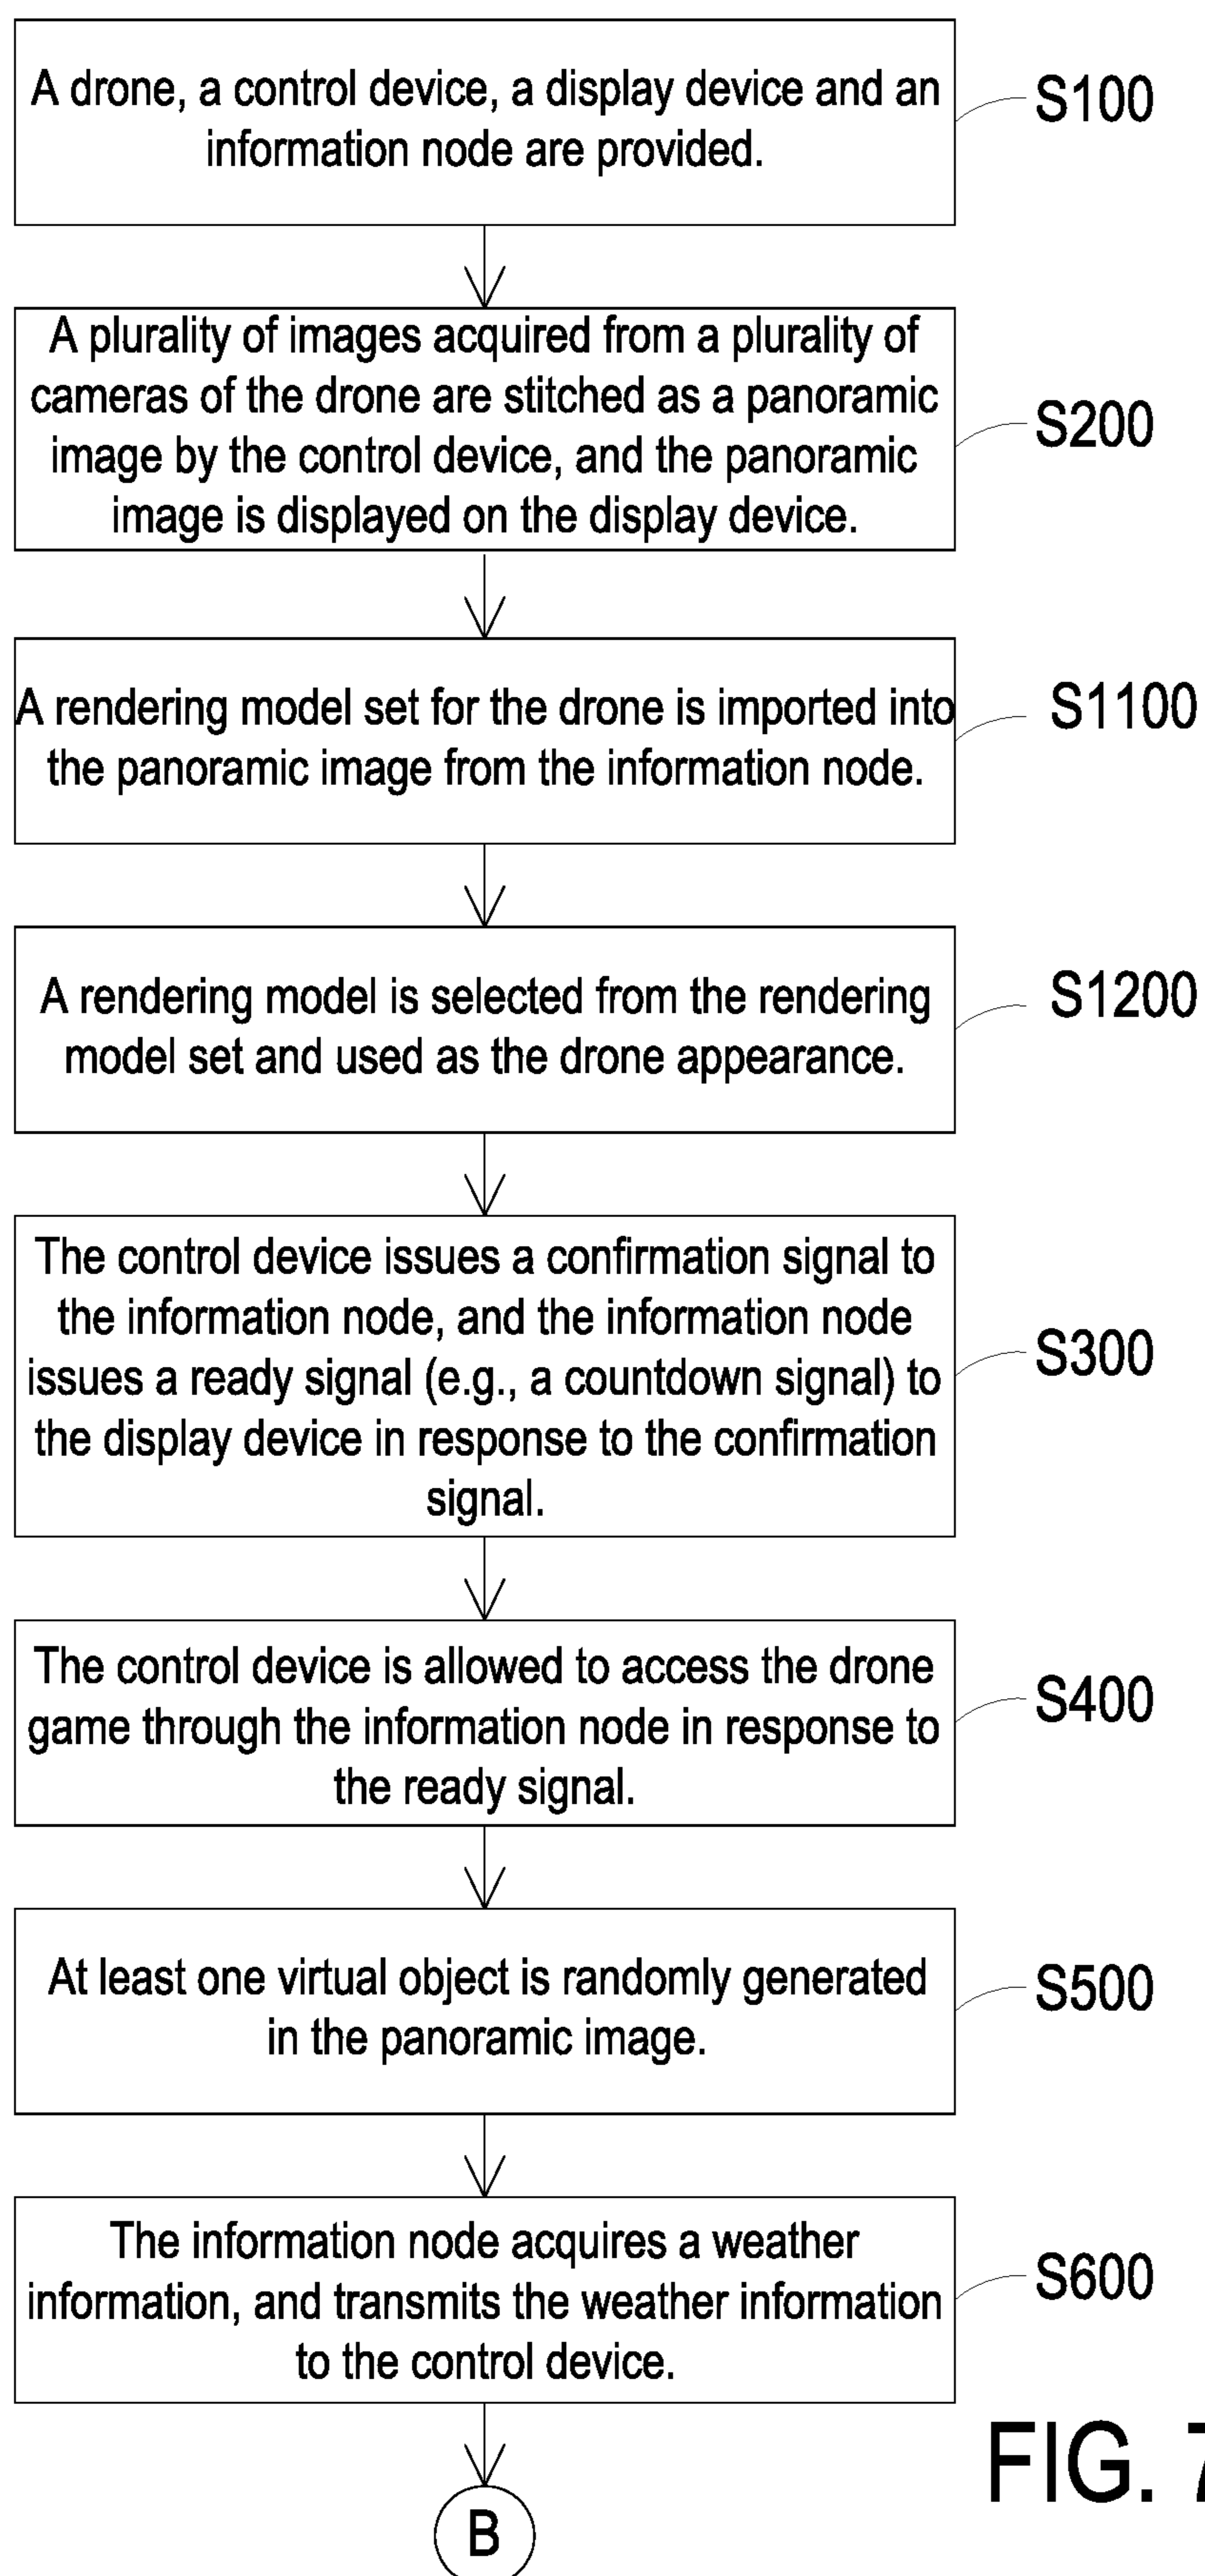 A drone, a control device, a display device and an
information node are provided.
S100
A plurality of images acquired from a plurality of
cameras of the drone are stitched as a panoramic
image by the control device, and the panoramic
image is displayed on the display device.
S200
A rendering model set for the drone is imported into
the panoramic image from the information node.
S1100
A rendering model is selected from the rendering
model set and used as the drone appearance.
S1200
The control device issues a confirmation signal to
the information node, and the information node
issues a ready signal (e.g., a countdown signal) to
the display device in response to the confirmation
signal.
S300
The control device is allowed to access the drone
game through the information node in response to
the ready signal.
S400
At least one virtual object is randomly generated
in the panoramic image.
S500
The information node acquires a weather
information, and transmits the weather information
to the control device.
S600
B
FIG. 7